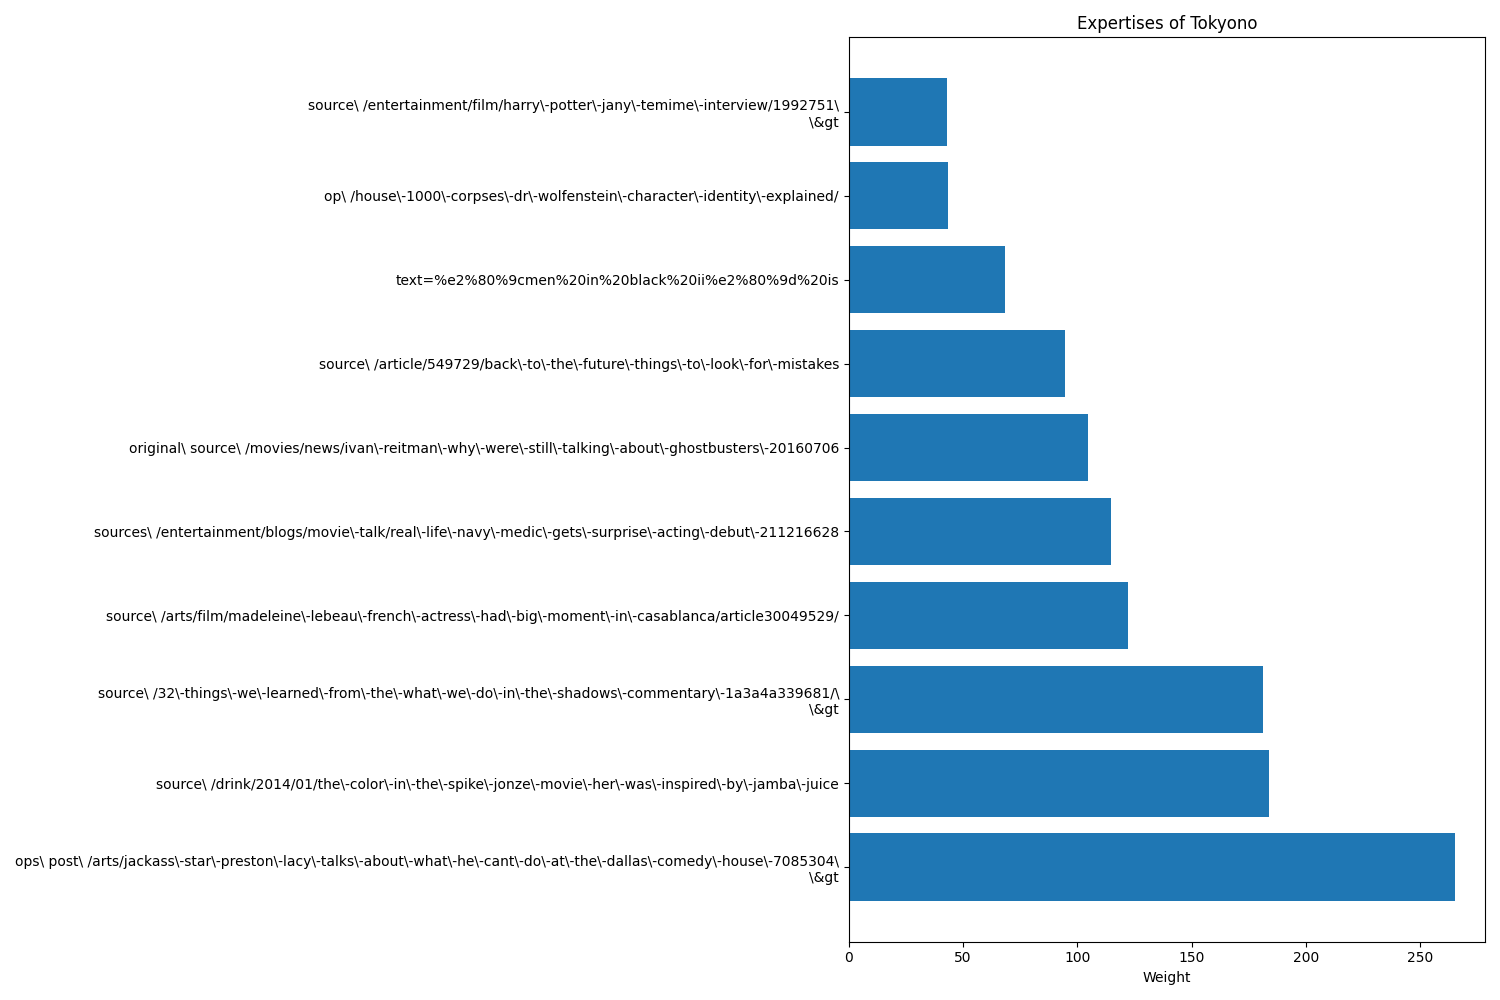 Expertises of Tokyono
source\ /entertainment/film/harry\-potter\-jany\-temime\-interview/1992751\
\&gt
op\ /house\-1000\-corpses\-dr\-wolfenstein\-character\-identity\-explained/
text=%e2%80%9cmen%20in%20black%20ii%e2%80%9d%20is
source\ /article/549729/back\-to\-the\-future\-things\-to\-look\-for\-mistakes
original\ source\ /movies/news/ivan\-reitman\-why\-were\-still\-talking\-about\-ghostbusters\-20160706
sources\ /entertainment/blogs/movie\-talk/real\-life\-navy\-medic\-gets\-surprise\-acting\-debut\-211216628
source\ /arts/film/madeleine\-lebeau\-french\-actress\-had\-big\-moment\-in\-casablanca/article30049529/
source\ /32\-things\-we\-learned\-from\-the\-what\-we\-do\-in\-the\-shadows\-commentary\-1a3a4a339681/\
\&gt
source\ /drink/2014/01/the\-color\-in\-the\-spike\-jonze\-movie\-her\-was\-inspired\-by\-jamba\-juice
ops\ post\ /arts/jackass\-star\-preston\-lacy\-talks\-about\-what\-he\-cant\-do\-at\-the\-dallas\-comedy\-house\-7085304\
\&gt
0 50 100 150 200 250
Weight